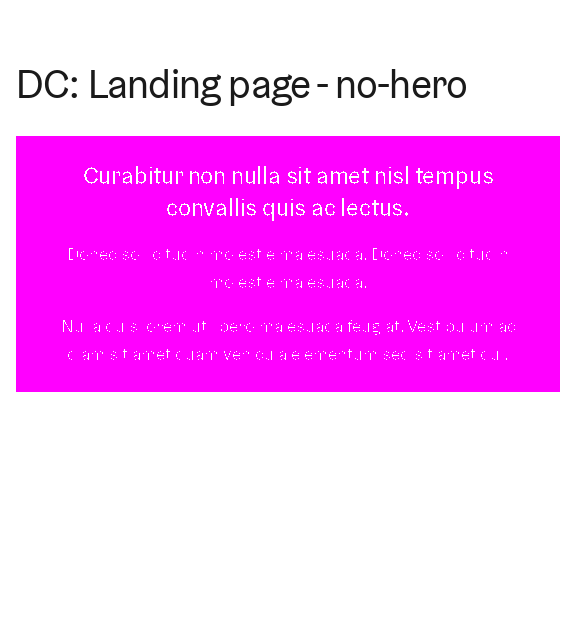 DC: Landing page - no-hero
Curabitur non nulla sit amet nisl tempus
convallis quis ac lectus.
Donec sollicitudin molestie malesuada. Donec sollicitudin
molestie malesuada.
Nulla quis lorem ut libero malesuada feugiat. Vestibulum ac
diam sit amet quam vehicula elementum sed sit amet dui.